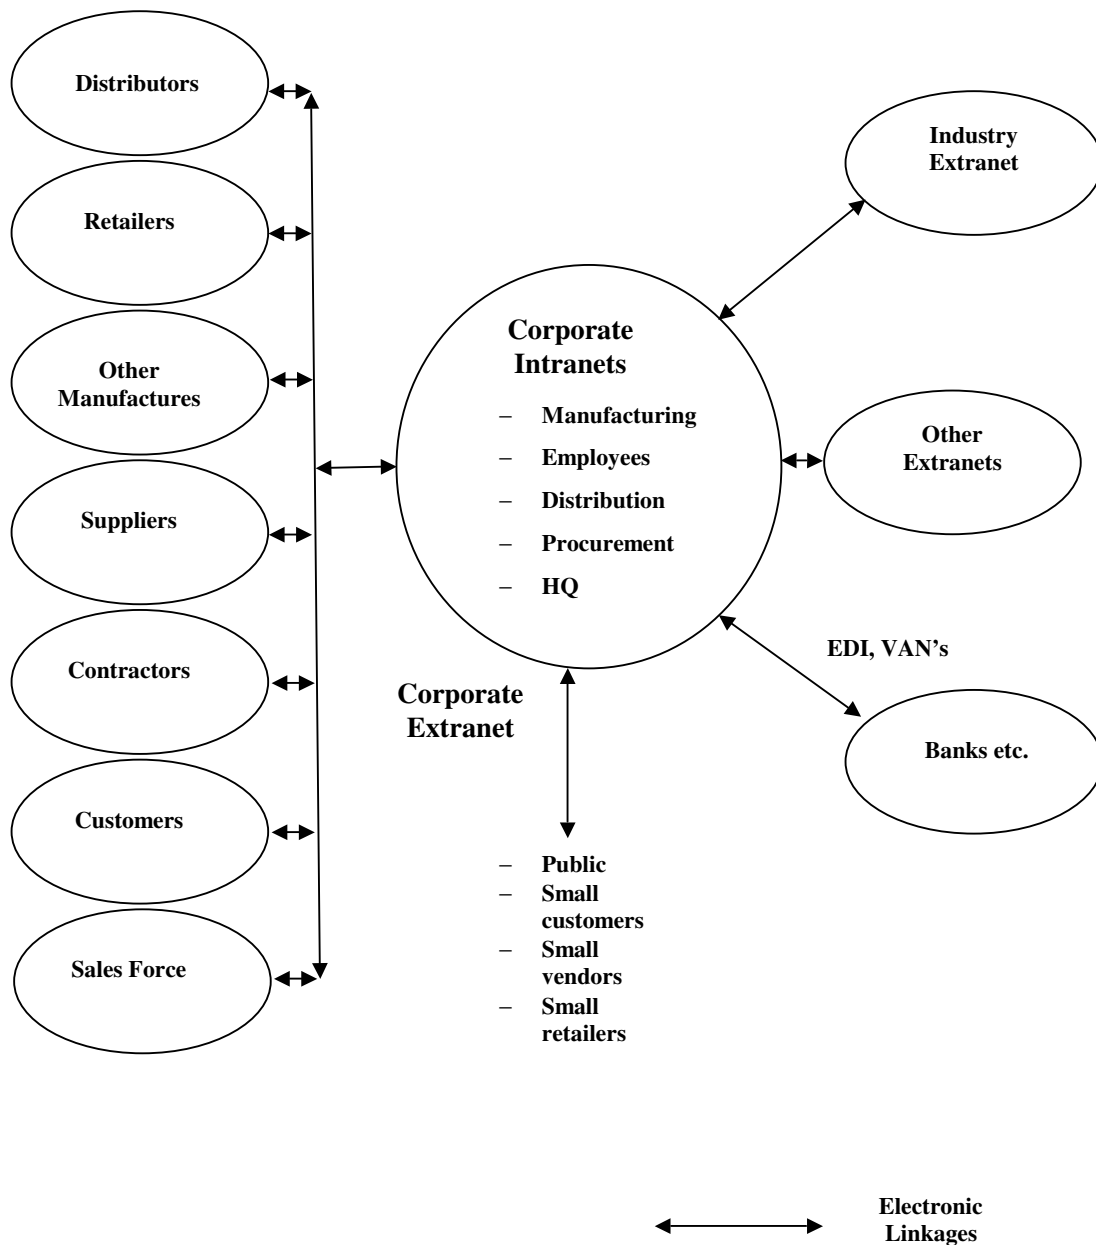 Distributors
Retailers
Other
Manufactures
Suppliers
Contractors
Customers
Sales Force
Corporate
Intranets
– Manufacturing
– Employees
– Distribution
– Procurement
– HQ
Corporate
Extranet
– Public
– Small
customers
– Small
vendors
– Small
retailers
Industry
Extranet
Other
Extranets
EDI, VAN’s
Banks etc.
Electronic
Linkages